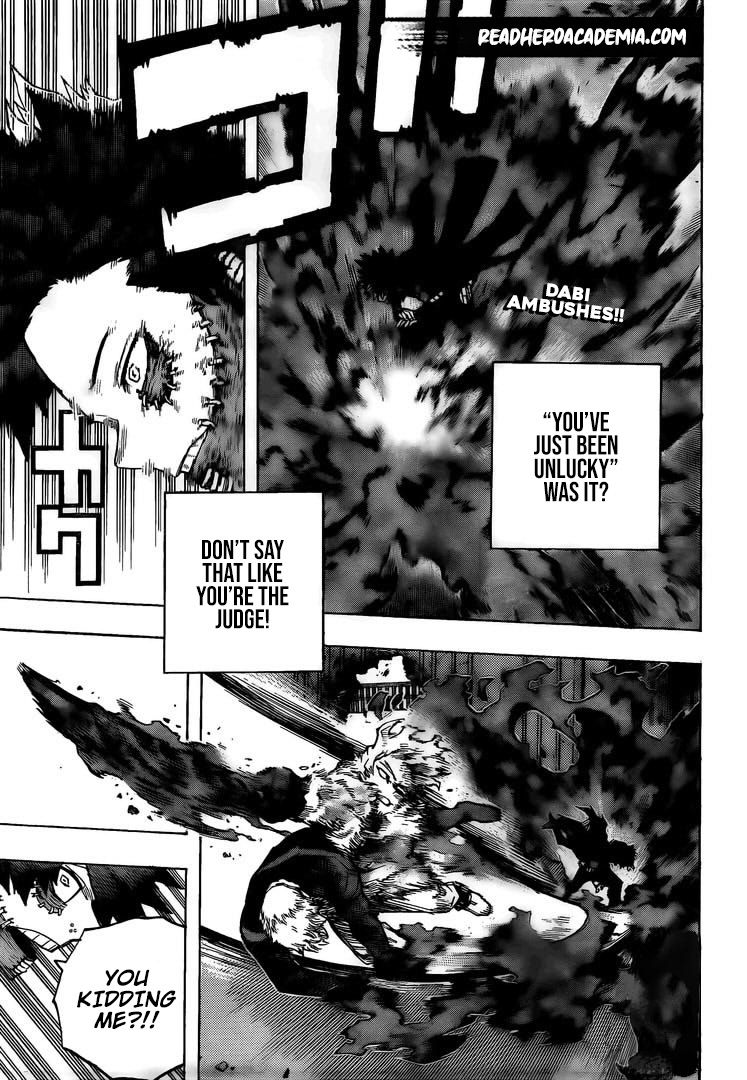 READHEROACADEMIA.COM
DABI
AMBUSHES!!
“YOU’VE
JUST BEEN
UNLUCKY”
WAS IT?
DON’T SAY
THAT LIKE
YOU’RE THE
JUDGE!
YOU
KIDDING
ME?!!